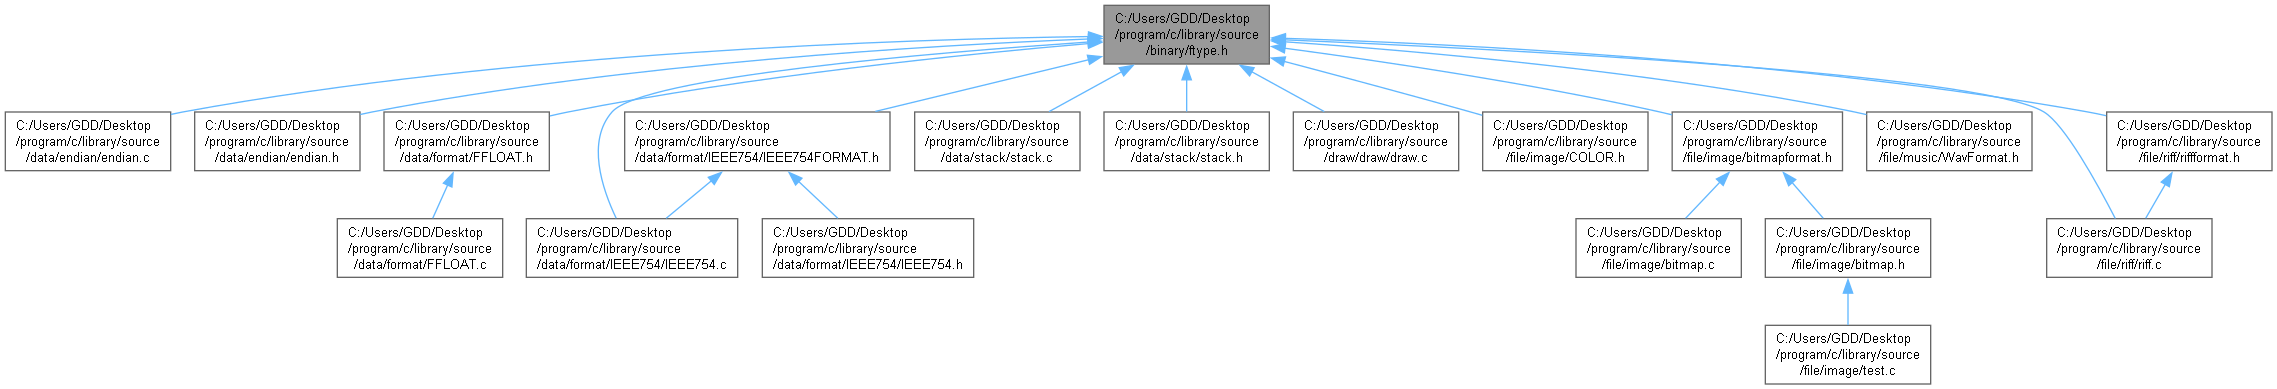 C:/Users/GDD/Desktop
/program/c/library/source
/binary/ftype.h
C:/Users/GDD/Desktop
/program/c/library/source
/data/endian/endian.c
C:/Users/GDD/Desktop
/program/c/library/source
/data/endian/endian.h
C:/Users/GDD/Desktop
/program/c/library/source
/data/format/FFLOAT.h
C:/Users/GDD/Desktop
/program/c/library/source
/data/format/IEEE754/IEEE754FORMAT.h
C:/Users/GDD/Desktop
/program/c/library/source
/data/stack/stack.c
C:/Users/GDD/Desktop
/program/c/library/source
/data/stack/stack.h
C:/Users/GDD/Desktop
/program/c/library/source
/draw/draw/draw.c
C:/Users/GDD/Desktop
/program/c/library/source
/file/image/COLOR.h
C:/Users/GDD/Desktop
/program/c/library/source
/file/image/bitmapformat.h
C:/Users/GDD/Desktop
/program/c/library/source
/file/music/WavFormat.h
C:/Users/GDD/Desktop
/program/c/library/source
/file/riff/riffformat.h
C:/Users/GDD/Desktop
/program/c/library/source
/data/format/FFLOAT.c
C:/Users/GDD/Desktop
/program/c/library/source
/data/format/IEEE754/IEEE754.c
C:/Users/GDD/Desktop
/program/c/library/source
/data/format/IEEE754/IEEE754.h
C:/Users/GDD/Desktop
/program/c/library/source
/file/image/bitmap.c
C:/Users/GDD/Desktop
/program/c/library/source
/file/image/bitmap.h
C:/Users/GDD/Desktop
/program/c/library/source
/file/riff/riff.c
C:/Users/GDD/Desktop
/program/c/library/source
/file/image/test.c